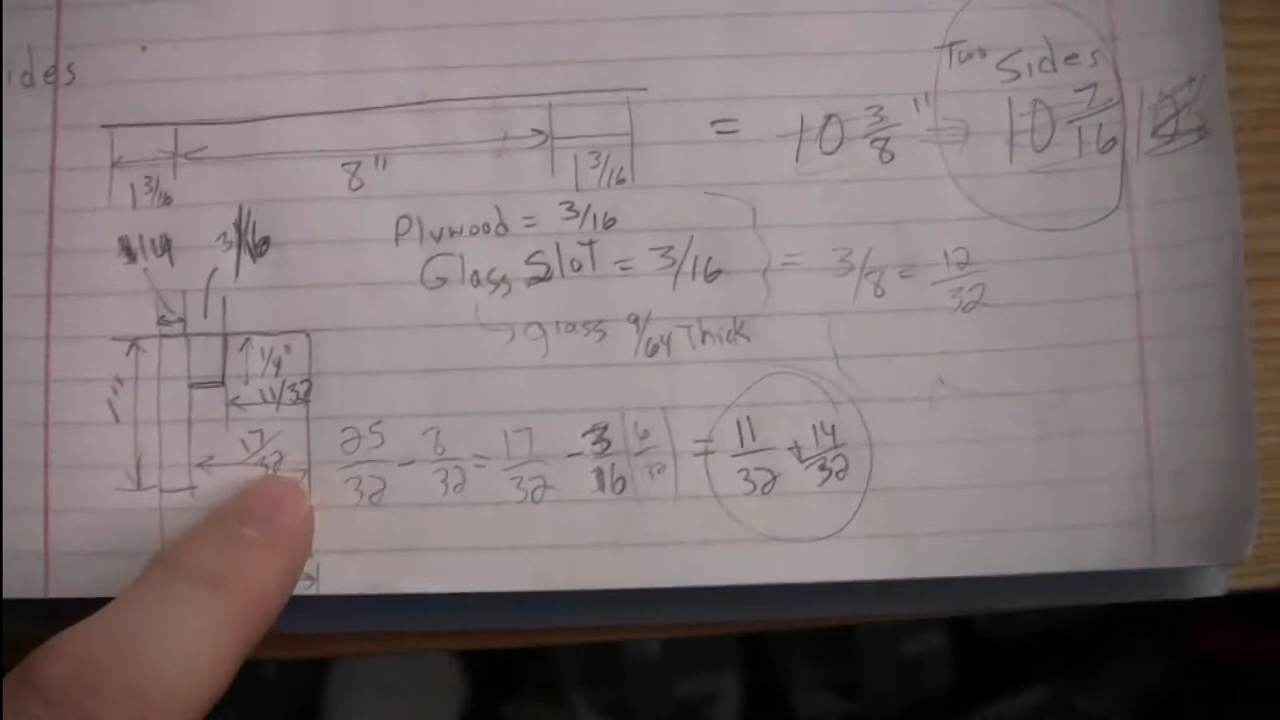 ides
Two Sides
= 10 3/8" ⇒ 10 7/16
1 3/16 8" 1 3/16
Plywood = 3/16
1/4 3/16
Glass Slot = 3/16 } = 3/8 = 12/32
→ glass 9/64 Thick
1" 1/4"
11/32
17/32 25/32 - 8/32 = 17/32 - 3/16 | 6/32 | = 11/32 + 14/32